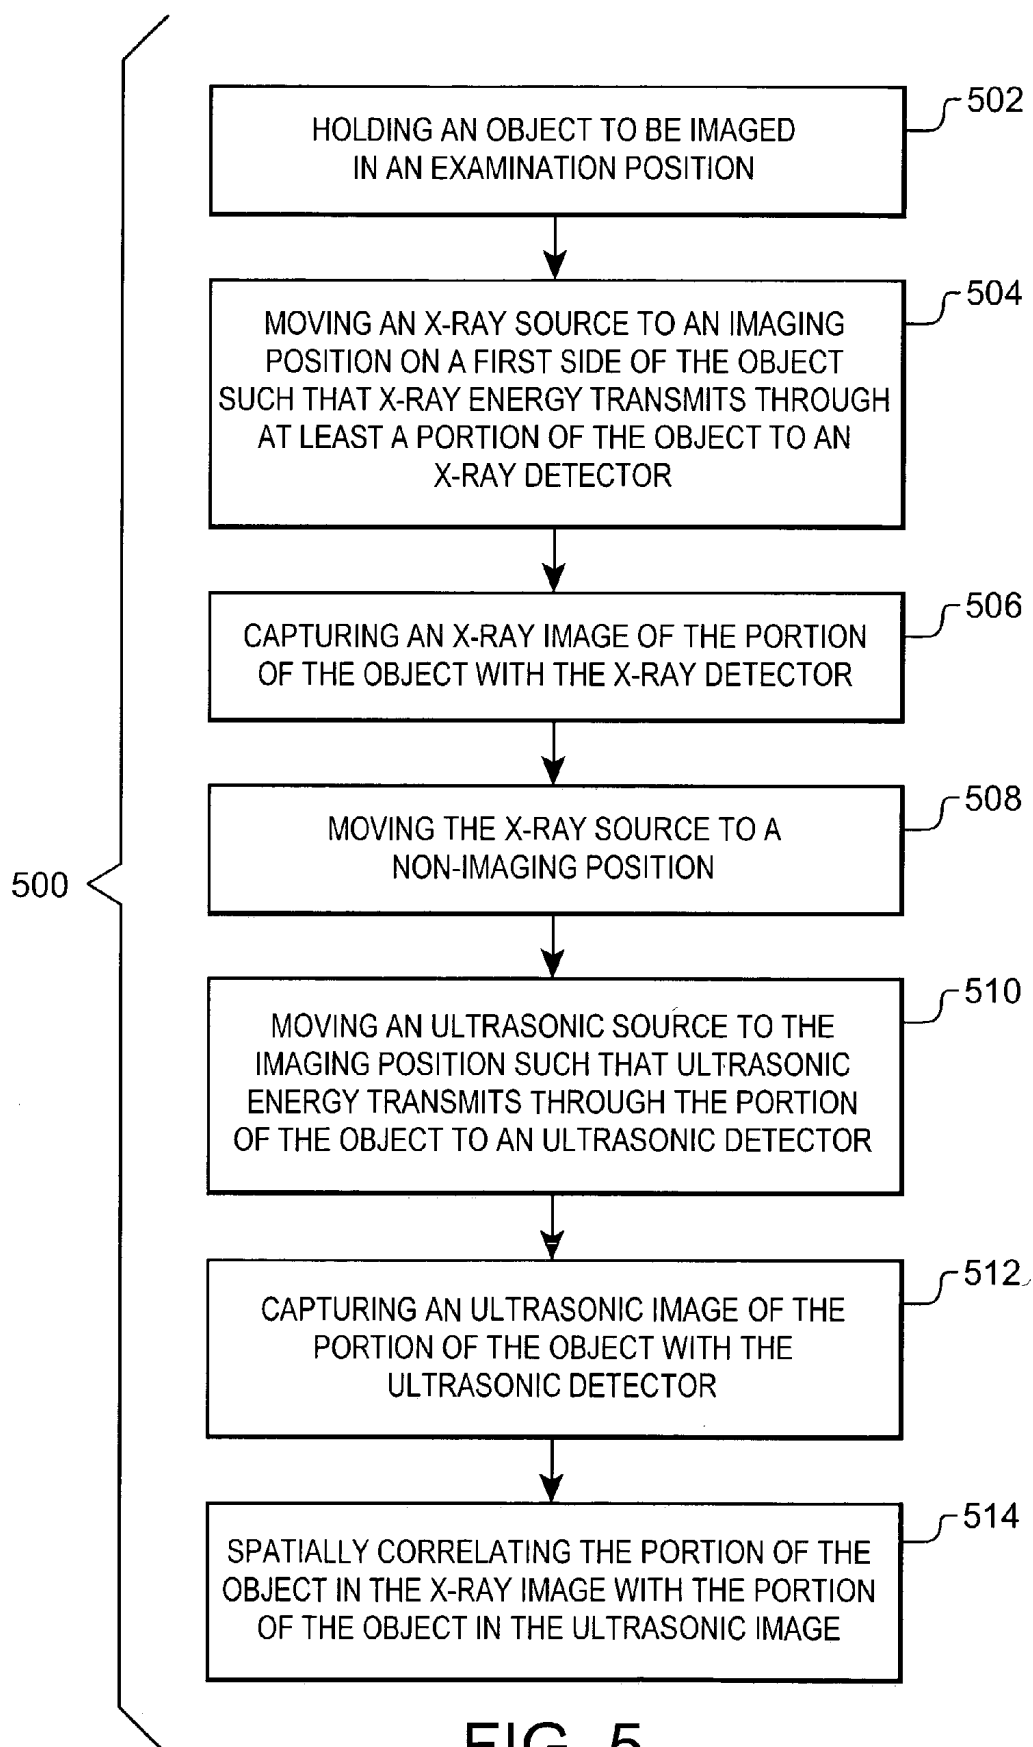 502
HOLDING AN OBJECT TO BE IMAGED
IN AN EXAMINATION POSITION
504
MOVING AN X-RAY SOURCE TO AN IMAGING
POSITION ON A FIRST SIDE OF THE OBJECT
SUCH THAT X-RAY ENERGY TRANSMITS THROUGH
AT LEAST A PORTION OF THE OBJECT TO AN
X-RAY DETECTOR
506
CAPTURING AN X-RAY IMAGE OF THE PORTION
OF THE OBJECT WITH THE X-RAY DETECTOR
508
MOVING THE X-RAY SOURCE TO A
NON-IMAGING POSITION
500
510
MOVING AN ULTRASONIC SOURCE TO THE
IMAGING POSITION SUCH THAT ULTRASONIC
ENERGY TRANSMITS THROUGH THE PORTION
OF THE OBJECT TO AN ULTRASONIC DETECTOR
512
CAPTURING AN ULTRASONIC IMAGE OF THE
PORTION OF THE OBJECT WITH THE
ULTRASONIC DETECTOR
514
SPATIALLY CORRELATING THE PORTION OF THE
OBJECT IN THE X-RAY IMAGE WITH THE PORTION
OF THE OBJECT IN THE ULTRASONIC IMAGE
FIG. 5